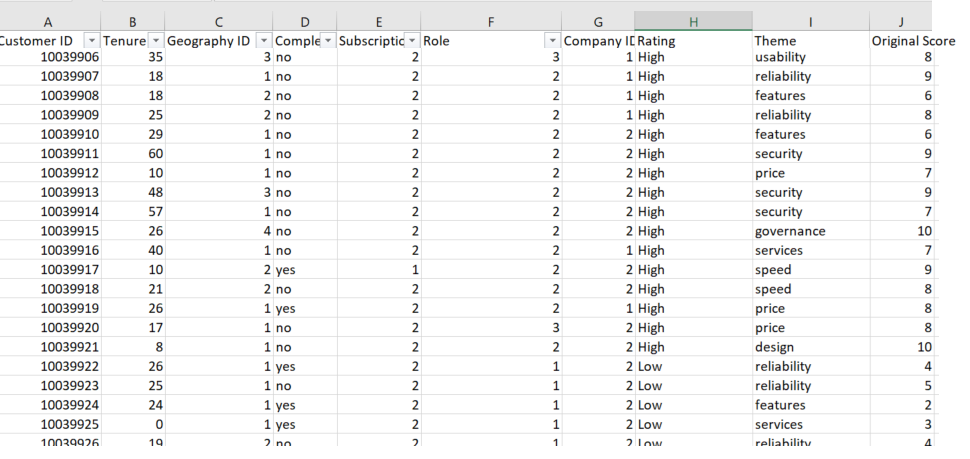 A B C D E F G H I J
Customer ID Tenure Geography ID Comple Subscriptic Role Company ID Rating Theme Original Score
10039906 35 3 no 2 3 1 High usability 8
10039907 18 1 no 2 2 1 High reliability 9
10039908 18 2 no 2 2 1 High features 6
10039909 25 2 no 2 2 1 High reliability 8
10039910 29 1 no 2 2 2 High features 6
10039911 60 1 no 2 2 2 High security 9
10039912 10 1 no 2 2 2 High price 7
10039913 48 3 no 2 2 2 High security 9
10039914 57 1 no 2 2 2 High security 7
10039915 26 4 no 2 2 2 High governance 10
10039916 40 1 no 2 2 1 High services 7
10039917 10 2 yes 1 2 2 High speed 9
10039918 21 2 no 2 2 2 High speed 8
10039919 26 1 yes 2 2 1 High price 8
10039920 17 1 no 2 3 2 High price 8
10039921 8 1 no 2 2 2 High design 10
10039922 26 1 yes 2 1 2 Low reliability 4
10039923 25 1 no 2 1 2 Low reliability 5
10039924 24 1 yes 2 1 2 Low features 2
10039925 0 1 yes 2 1 2 Low services 3
10039926 19 2 no 2 1 2 Low reliability 4